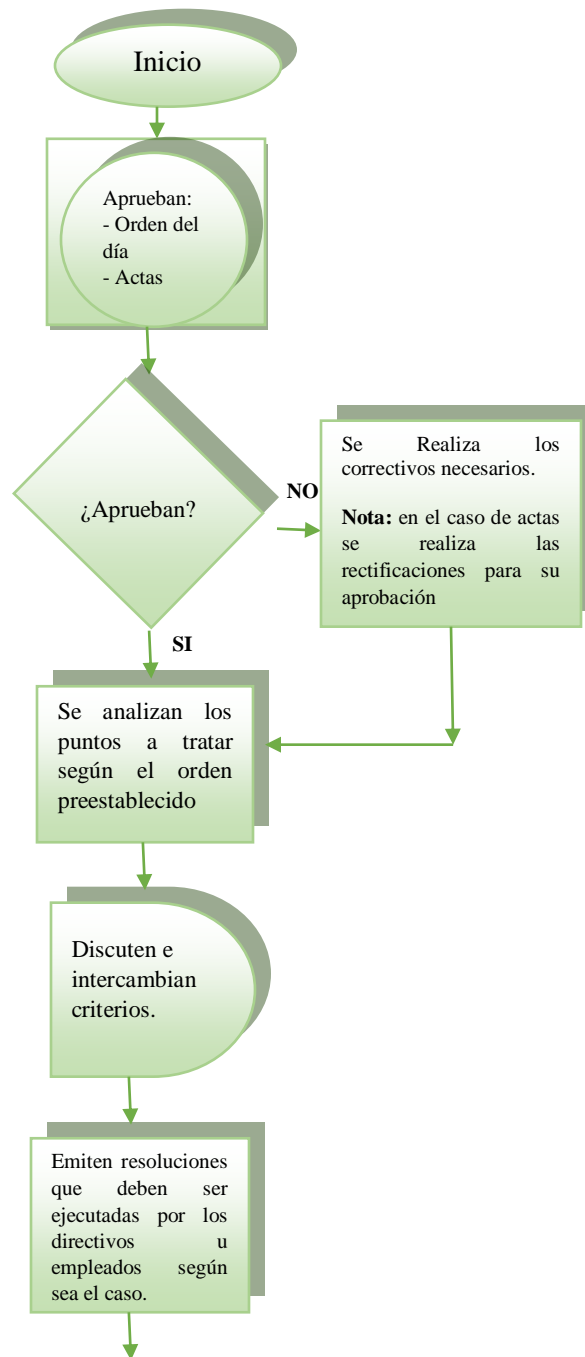 Inicio
Aprueban:
- Orden del
día
- Actas
¿Aprueban?
NO
Se Realiza los
correctivos necesarios.
Nota: en el caso de actas
se realiza las
rectificaciones para su
aprobación
SI
Se analizan los
puntos a tratar
según el orden
preestablecido
Discuten e
intercambian
criterios.
Emiten resoluciones
que deben ser
ejecutadas por los
directivos u
empleados según
sea el caso.